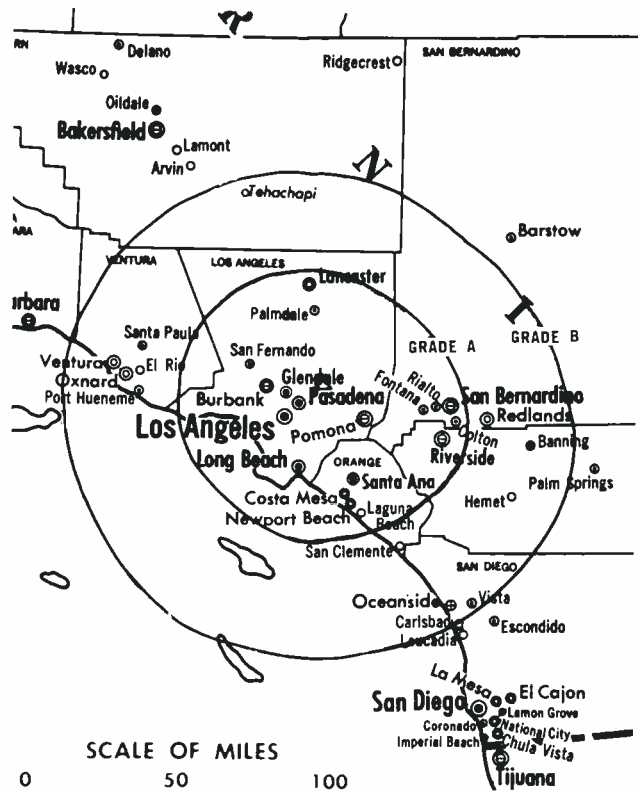 RN
Delano
Wasco
Ridgecrest
SAN BERNARDINO
Oildale
Bakersfield
Lamont
Arvin
N
Tehachapi
ARA
Barstow
VENTURA
LOS ANGELES
Lancaster
arbara
Palmdale
I
Santa Paula
GRADE A
GRADE B
Ventura
El Rio
San Fernando
Oxnard
Port Hueneme
Burbank
Glendale
Pasadena
Fontana
Rialto
San Bernardino
Redlands
Los Angeles
Pomona
Colton
Riverside
Banning
Long Beach
ORANGE
Santa Ana
Palm Springs
Costa Mesa
Newport Beach
Laguna
Beach
Hemet
San Clemente
SAN DIEGO
Oceanside
Vista
Carlsbad
Escondido
Leucadia
La Mesa
El Cajon
San Diego
Lamon Grove
Coronado
National City
Imperial Beach
Chula Vista
SCALE OF MILES
Tijuana
0 50 100